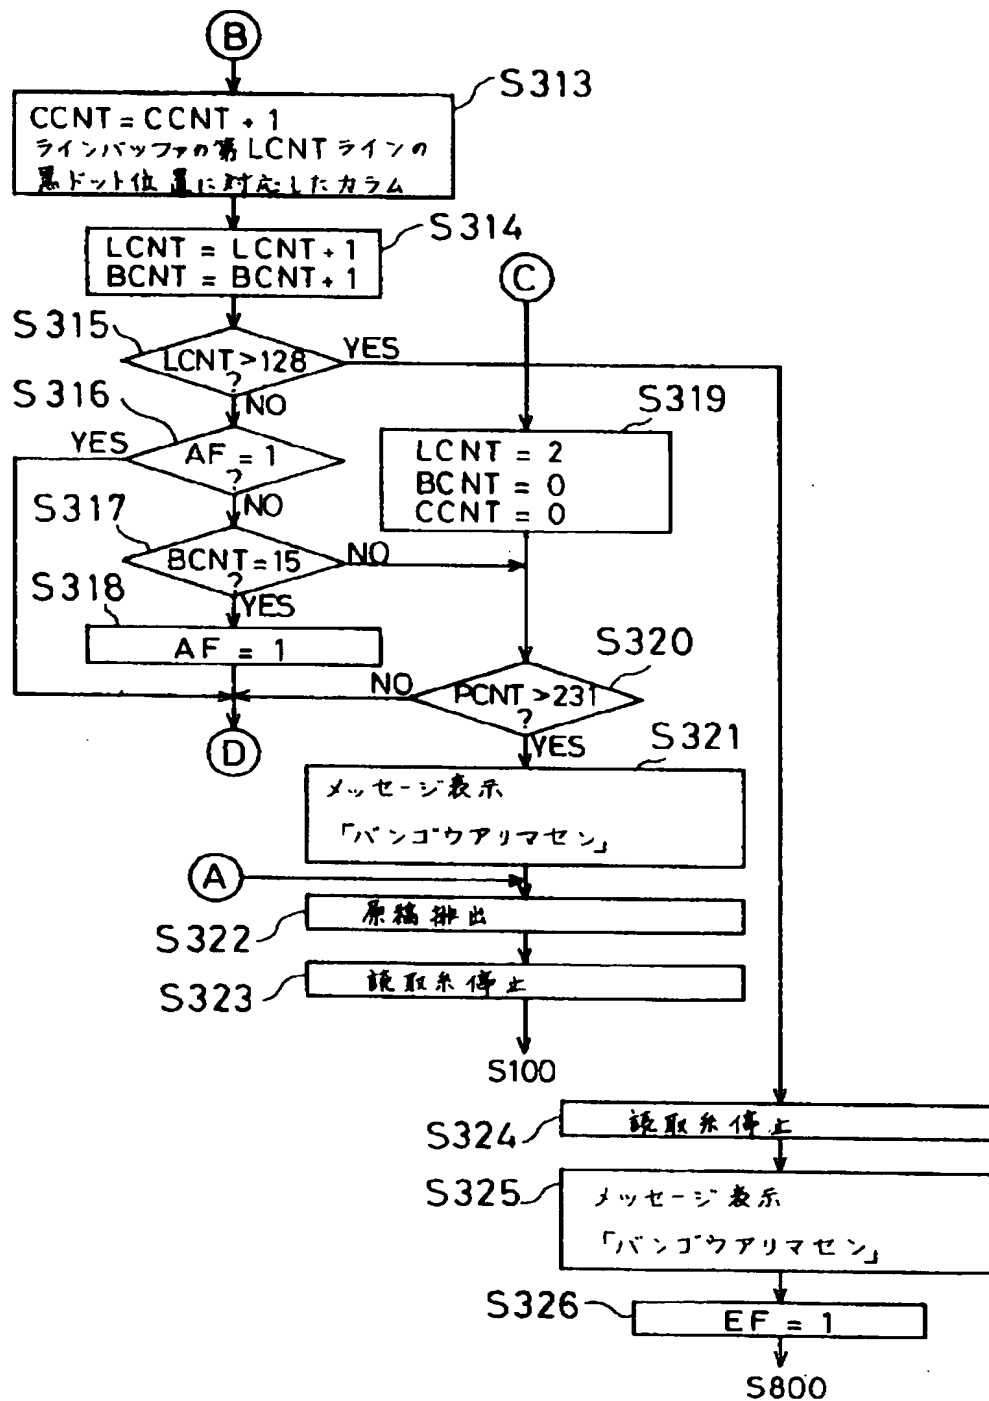 B
S313
CCNT = CCNT + 1
ラインバッファの第LCNTラインの
黒ドット位置に対応したカラム
S314
LCNT = LCNT + 1
BCNT = BCNT + 1
C
S315
LCNT > 128
?
YES
NO
S316
AF = 1
?
YES
NO
S319
LCNT = 2
BCNT = 0
CCNT = 0
S317
BCNT = 15
?
NO
YES
S318
AF = 1
S320
PCNT > 231
?
NO
YES
D
S321
メッセージ表示
「バンゴウアリマセン」
A
S322
原稿排出
S323
読取系停止
S100
S324
読取系停止
S325
メッセージ表示
「バンゴウアリマセン」
S326
EF = 1
S800